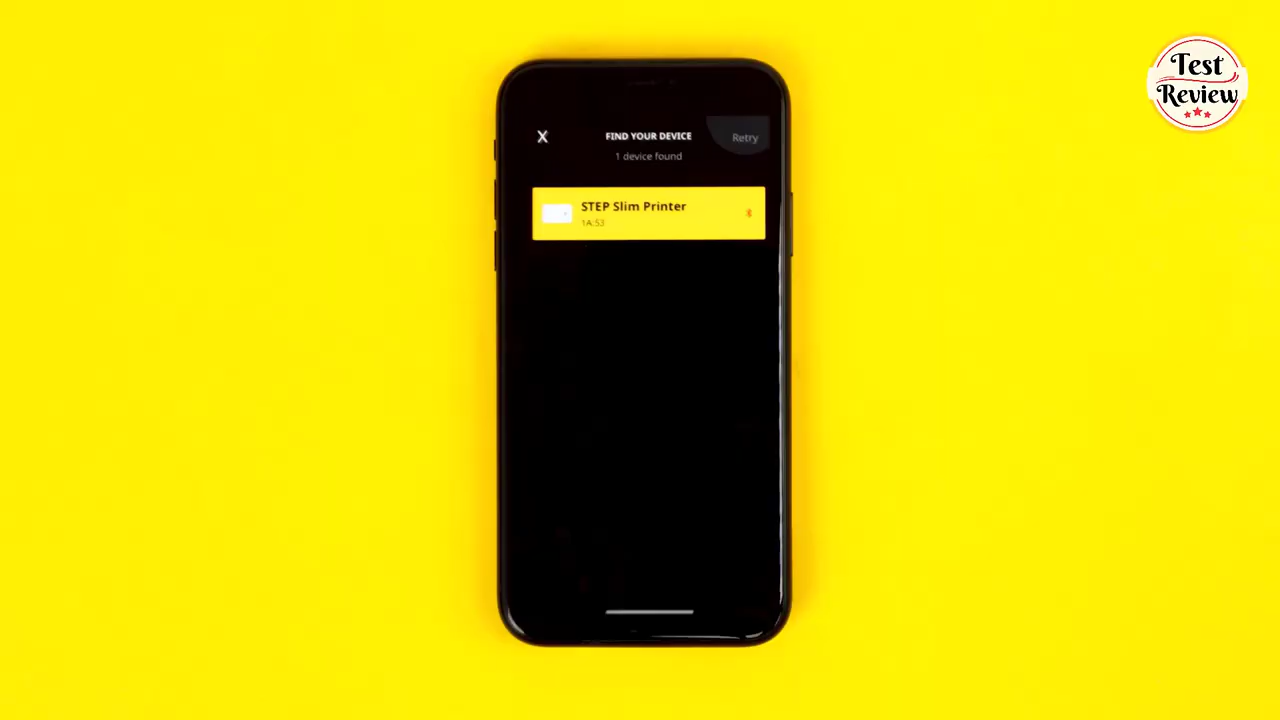 Test
Review
X
FIND YOUR DEVICE
Retry
1 device found
STEP Slim Printer
1A:53